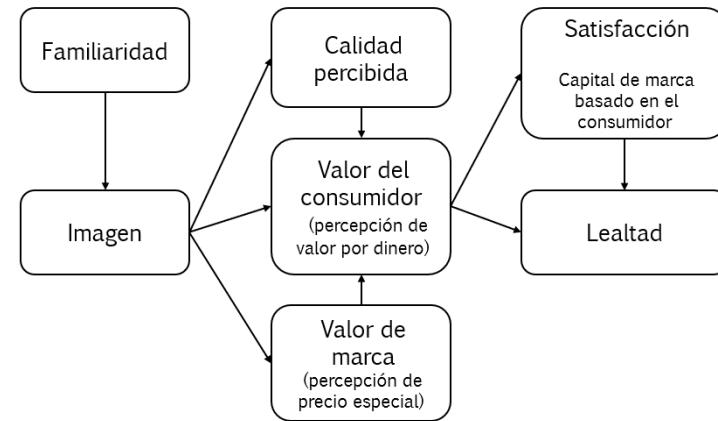 Familiaridad
Imagen
Calidad
percibida
Valor del
consumidor
(percepción de
valor por dinero)
Valor de
marca
(percepción de
precio especial)
Satisfacción
Capital de marca
basado en el
consumidor
Lealtad